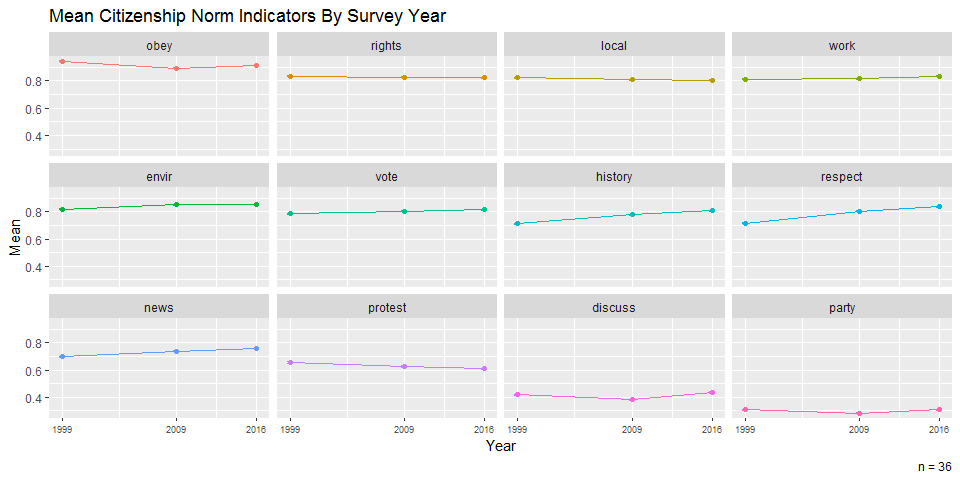 Mean Citizenship Norm Indicators By Survey Year
obey rights local work
0.8
0.6
0.4
envir vote history respect
0.8
0.6
0.4
Mean
news protest discuss party
0.8
0.6
0.4
1999 2009 2016 1999 2009 2016 1999 2009 2016 1999 2009 2016
Year
n = 36